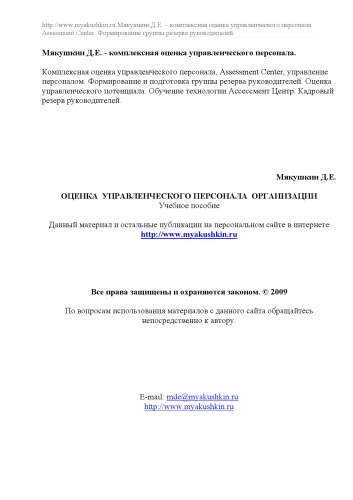 http://www.myakushkin.ru Мякушкин Д.Е. – комплексная оценка управленческого персонала.
Assessment Center. Формирование группы резерва руководителей.
Мякушкин Д.Е. - комплексная оценка управленческого персонала.
Комплексная оценка управленческого персонала, Assessment Center, управление
персоналом. Формирование и подготовка группы резерва руководителей. Оценка
управленческого потенциала. Обучение технологии Ассессмент Центр. Кадровый
резерв руководителей.
Мякушкин Д.Е.
ОЦЕНКА УПРАВЛЕНЧЕСКОГО ПЕРСОНАЛА ОРГАНИЗАЦИИ
Учебное пособие
Данный материал и остальные публикации на персональном сайте в интернете
http://www.myakushkin.ru
Все права защищены и охраняются законом. © 2009
По вопросам использования материалов с данного сайта обращайтесь
непосредственно к автору.
E-mail: mde@myakushkin.ru
http://www.myakushkin.ru